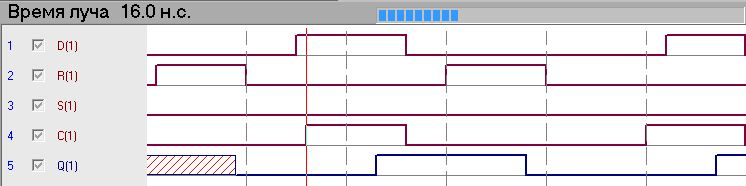 Время луча 16.0 н.с.
1 D(1)
2 R(1)
3 S(1)
4 C(1)
5 Q(1)